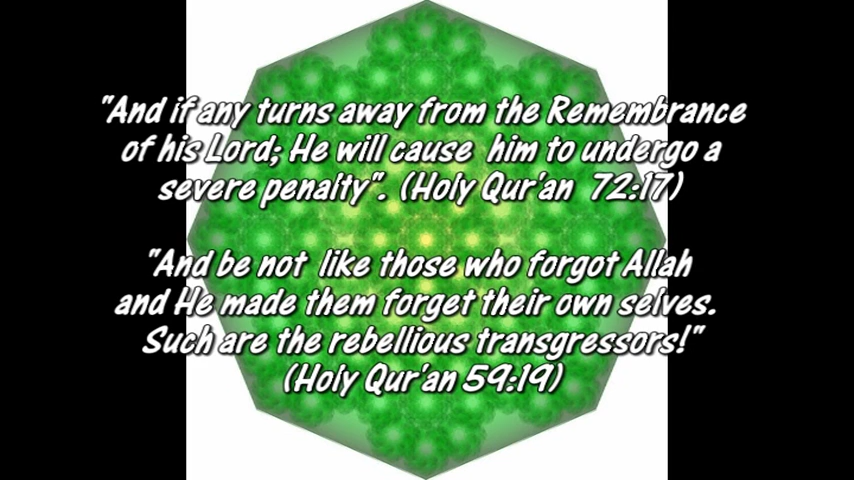 "And if any turns away from the Remembrance
of his Lord; He will cause him to undergo a
severe penalty". (Holy Qur'an 72:17)
"And be not like those who forgot Allah
and He made them forget their own selves.
Such are the rebellious transgressors!"
(Holy Qur'an 59:19)